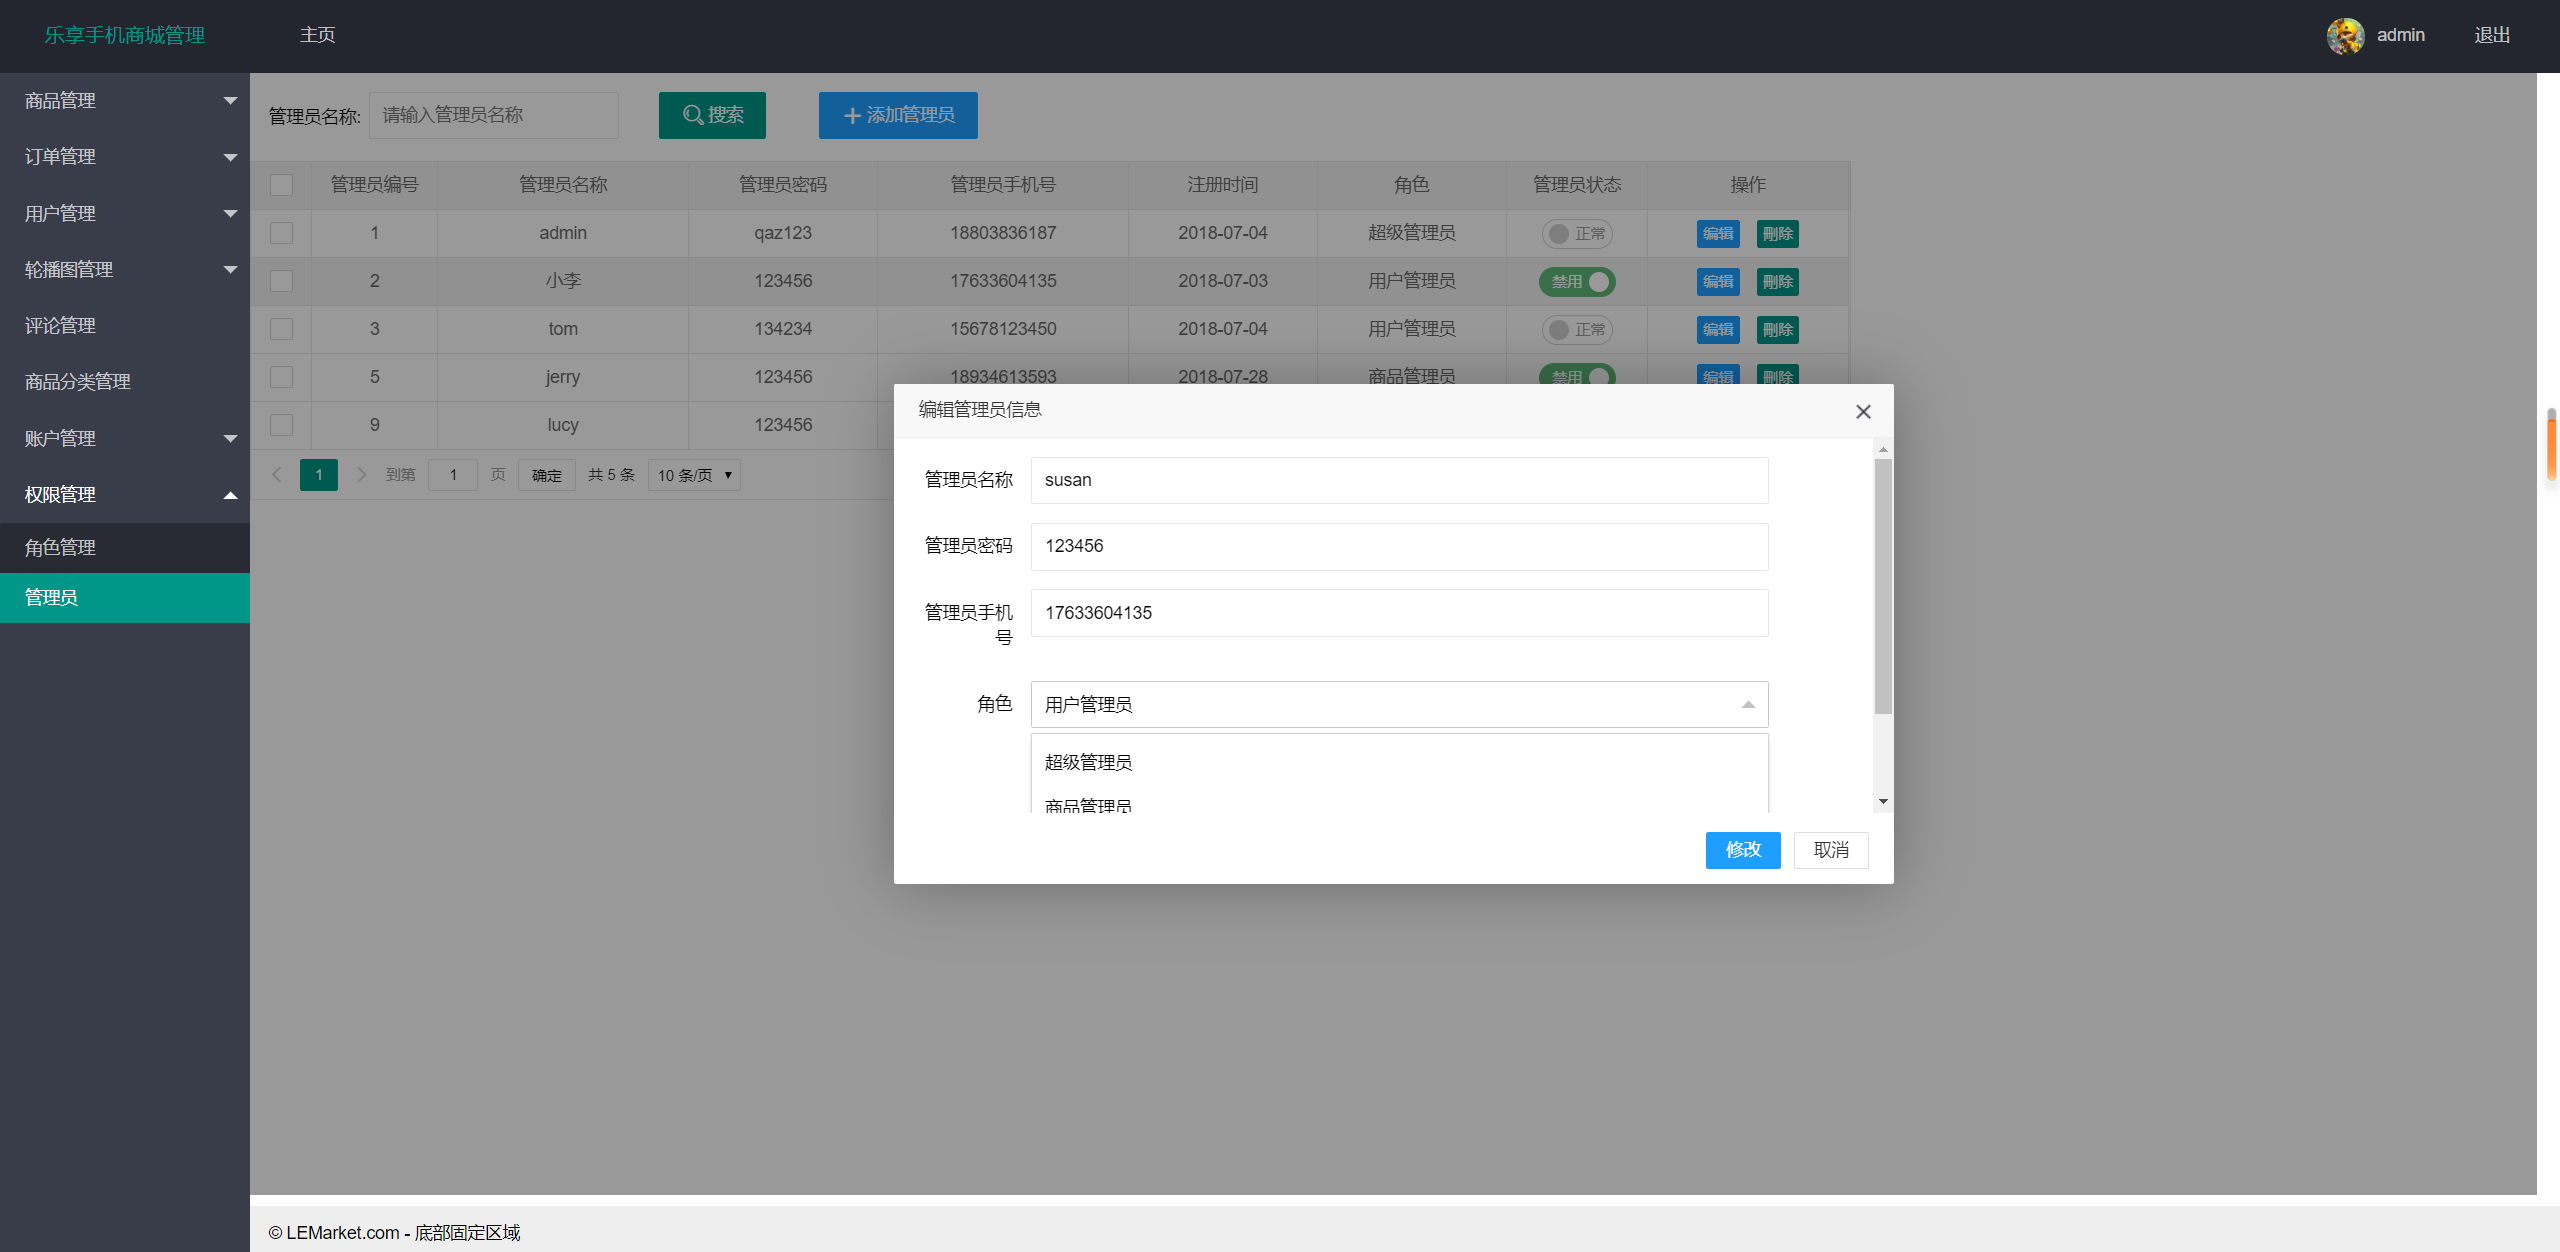 乐享手机商城管理 主页 admin 退出
商品管理
订单管理
用户管理
轮播图管理
评论管理
商品分类管理
账户管理
权限管理
角色管理
管理员
管理员名称: 请输入管理员名称 搜索 添加管理员
管理员编号 管理员名称 管理员密码 管理员手机号 注册时间 角色 管理员状态 操作
1 admin qaz123 18803836187 2018-07-04 超级管理员 正常 编辑 删除
2 小李 123456 17633604135 2018-07-03 用户管理员 禁用 编辑 删除
3 tom 134234 15678123450 2018-07-04 用户管理员 正常 编辑 删除
5 jerry 123456 18934613593 2018-07-28 商品管理员 禁用 编辑 删除
9 lucy 123456
1 到第 1 页 确定 共 5 条 10 条/页
编辑管理员信息
管理员名称 susan
管理员密码 123456
管理员手机号 17633604135
角色 用户管理员
超级管理员
商品管理员
修改 取消
© LEMarket.com - 底部固定区域